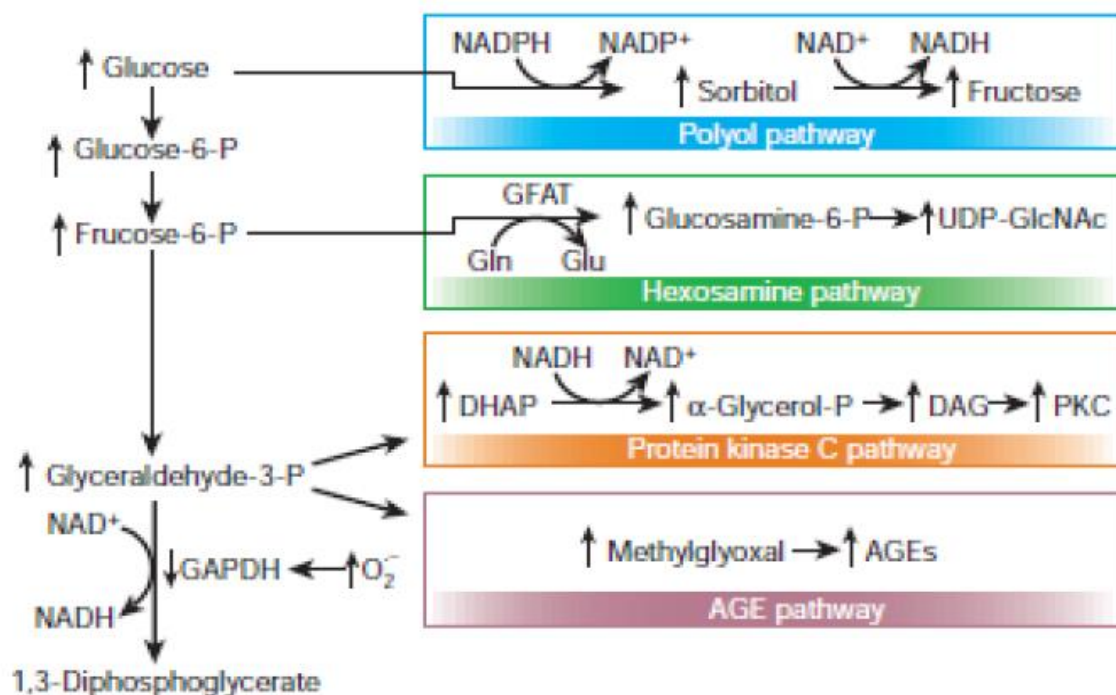 ↑ Glucose
↑ Glucose-6-P
↑ Frucose-6-P
↑ Glyceraldehyde-3-P
NAD⁺
↓ GAPDH ← ↑ O₂⁻
NADH
1,3-Diphosphoglycerate
NADPH NADP⁺ NAD⁺ NADH
↑ Sorbitol ↑ Fructose
Polyol pathway
GFAT
↑ Glucosamine-6-P → ↑ UDP-GlcNAc
Gln Glu
Hexosamine pathway
NADH NAD⁺
↑ DHAP → ↑ α-Glycerol-P → ↑ DAG → ↑ PKC
Protein kinase C pathway
↑ Methylglyoxal → ↑ AGEs
AGE pathway